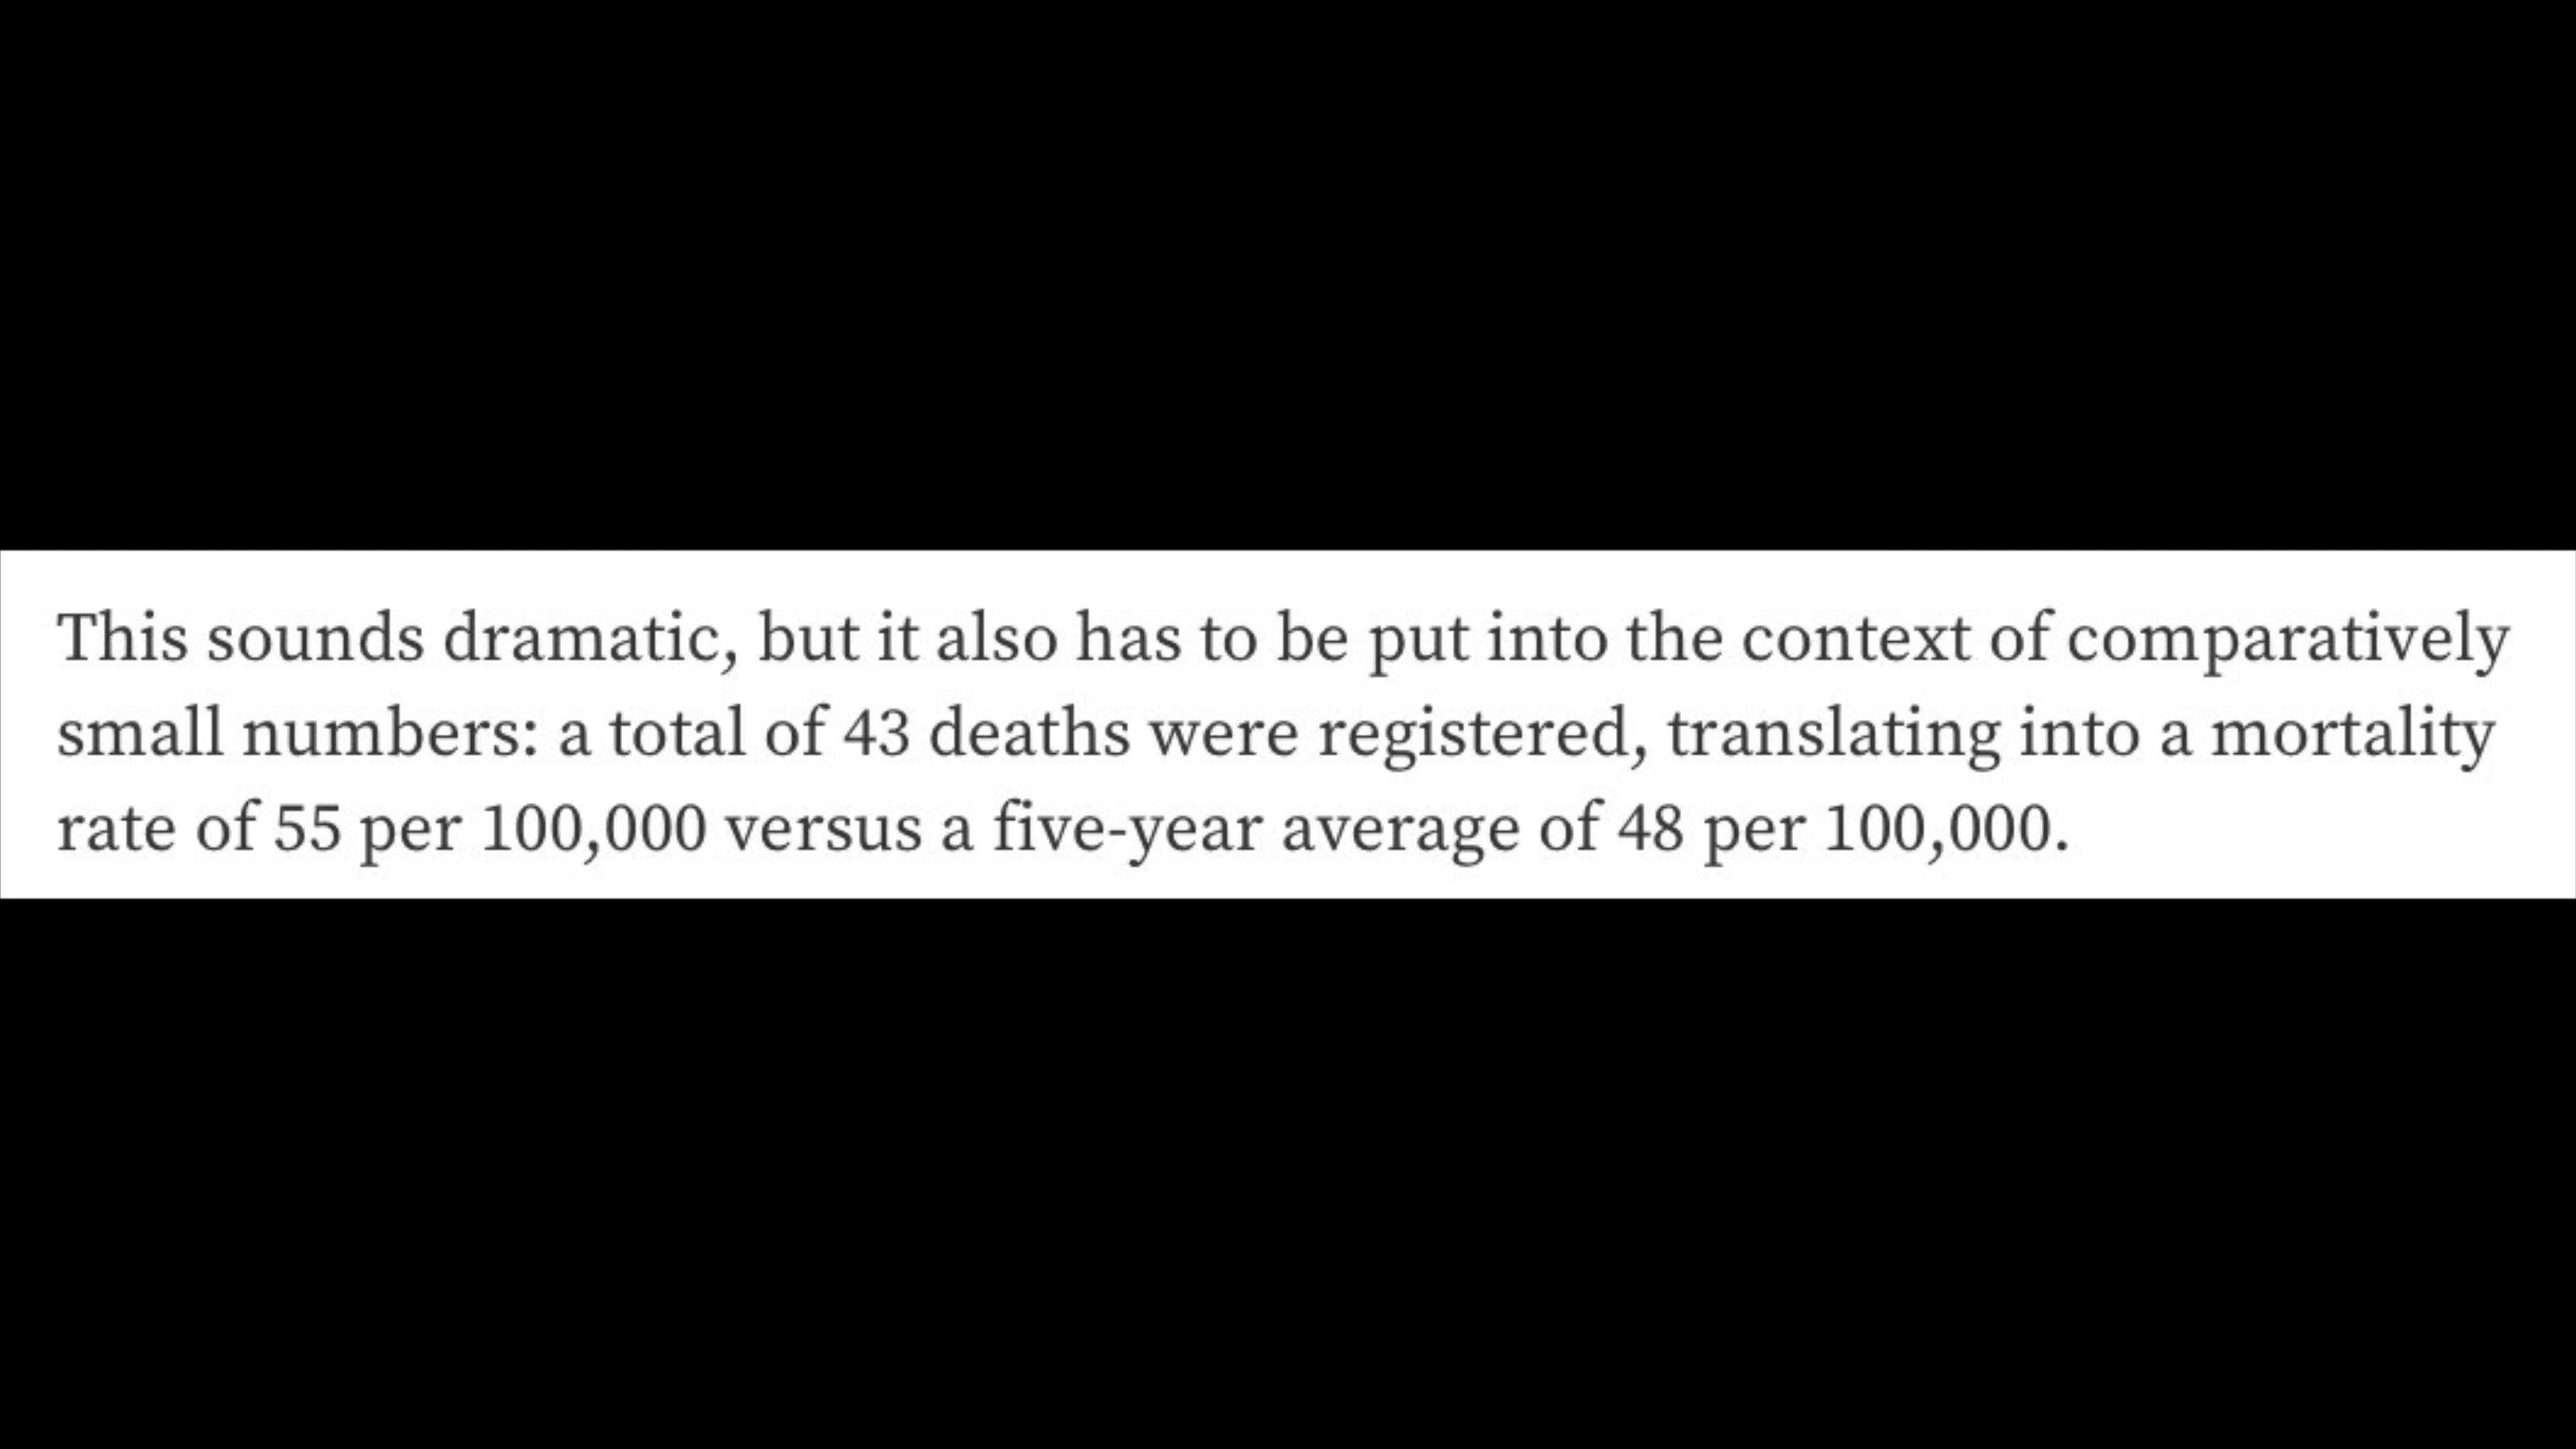 This sounds dramatic, but it also has to be put into the context of comparatively
small numbers: a total of 43 deaths were registered, translating into a mortality
rate of 55 per 100,000 versus a five-year average of 48 per 100,000.